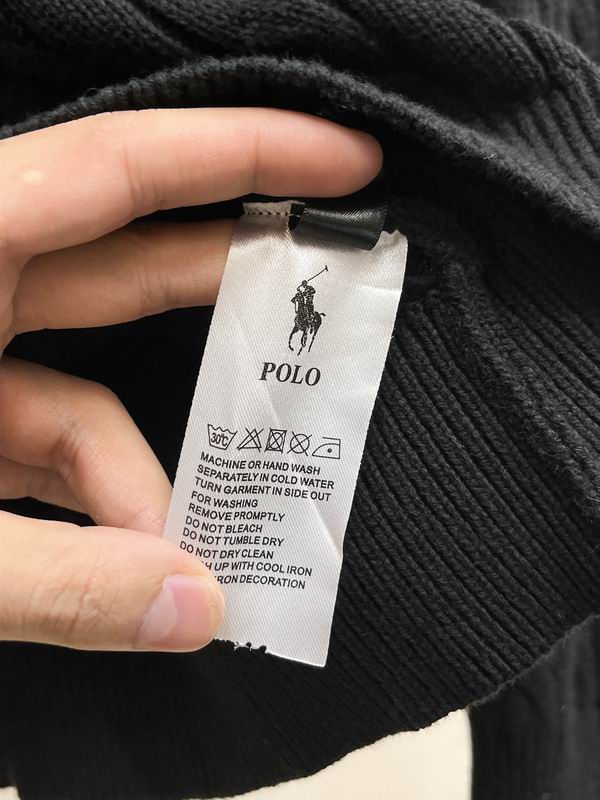 POLO
30℃
MACHINE OR HAND WASH
SEPARATELY IN COLD WATER
TURN GARMENT IN SIDE OUT
FOR WASHING
REMOVE PROMPTLY
DO NOT BLEACH
DO NOT TUMBLE DRY
DO NOT DRY CLEAN
UP WITH COOL IRON
IRON DECORATION